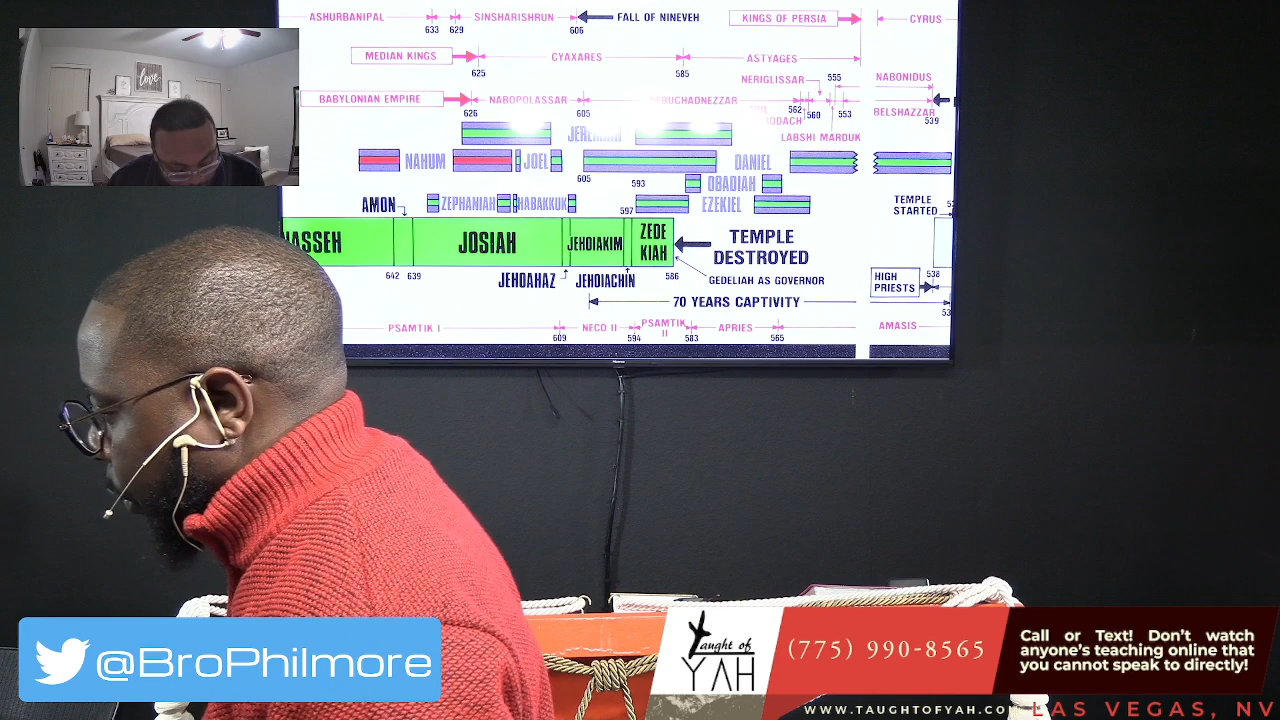 ASHURBANIPAL
633
629
SINSHARISHRUN
606
FALL OF NINEVEH
KINGS OF PERSIA
CYRUS
MEDIAN KINGS
625
CYAXARES
585
ASTYAGES
NERIGLISSAR
555
NABONIDUS
BABYLONIAN EMPIRE
626
NABOPOLASSAR
605
562
560
553
BELSHAZZAR
539
LABSHI MARDUK
love
JEREMIAH
NAHUM
JOEL
605
DANIEL
593
OBADIAH
ZEPHANIAH
HABAKKUK
597
EZEKIEL
AMON
TEMPLE
STARTED
NASSEH
JOSIAH
JEHOIAKIM
ZEDE
KIAH
TEMPLE
DESTROYED
642
639
JEHOAHAZ
JEHOIACHIN
586
GEDELIAH AS GOVERNOR
HIGH
PRIESTS
538
70 YEARS CAPTIVITY
PSAMTIK I
609
NECO II
594
PSAMTIK
II
583
APRIES
565
AMASIS
@BroPhilmore
taught of
YAH
(775) 990-8565
Call or Text! Don't watch
anyone's teaching online that
you cannot speak to directly!
WWW.TAUGHTOFYAH.COM
LAS VEGAS, NV